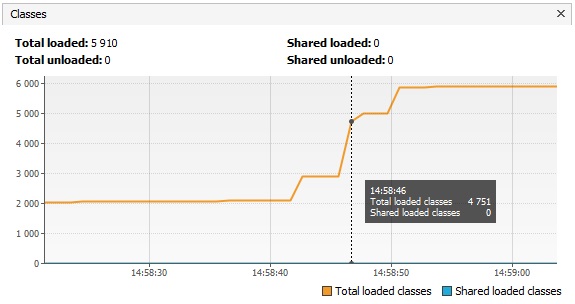 Classes
Total loaded: 5 910 Shared loaded: 0
Total unloaded: 0 Shared unloaded: 0
6 000
5 000
4 000
3 000
2 000
1 000
0
14:58:46
Total loaded classes 4 751
Shared loaded classes 0
14:58:30 14:58:40 14:58:50 14:59:00
Total loaded classes Shared loaded classes